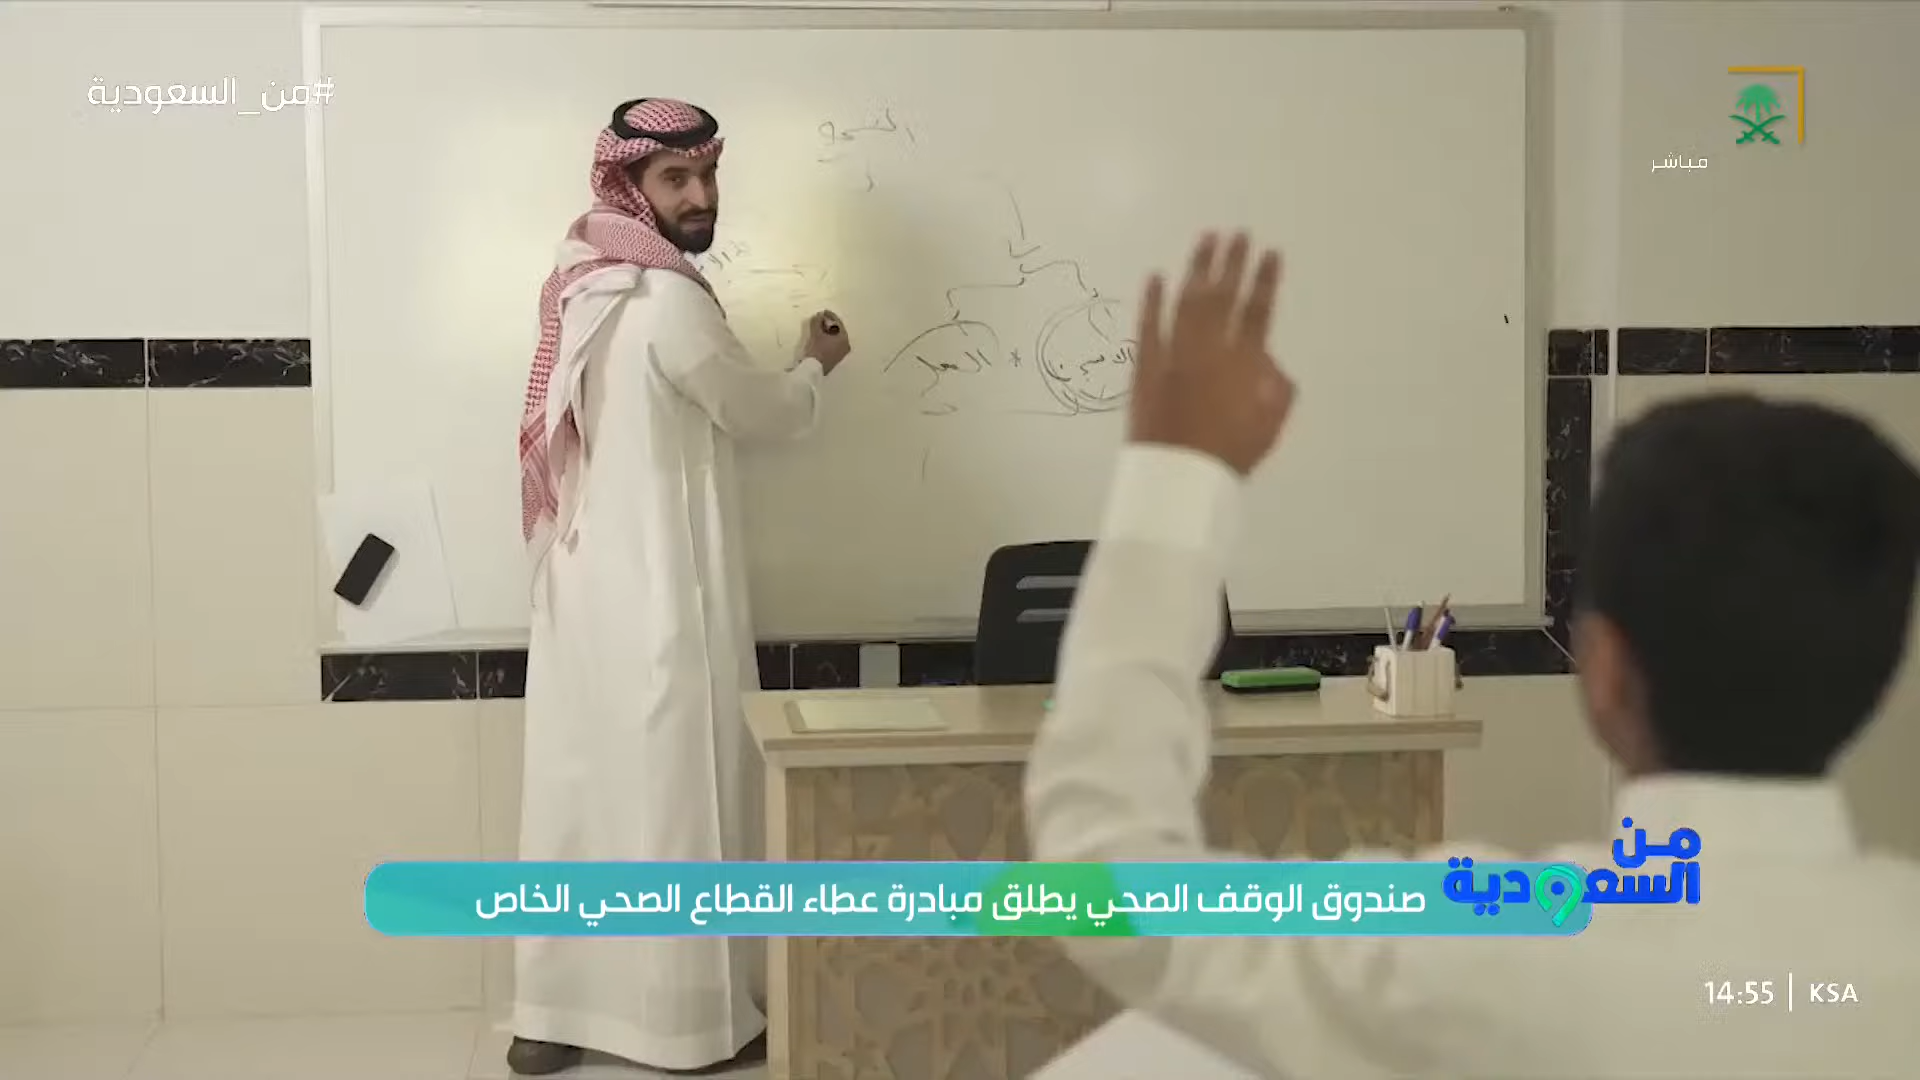 #من_السعودية
مباشر
من
السعودية
صندوق الوقف الصحي يطلق مبادرة عطاء القطاع الصحي الخاص
14:55 | KSA